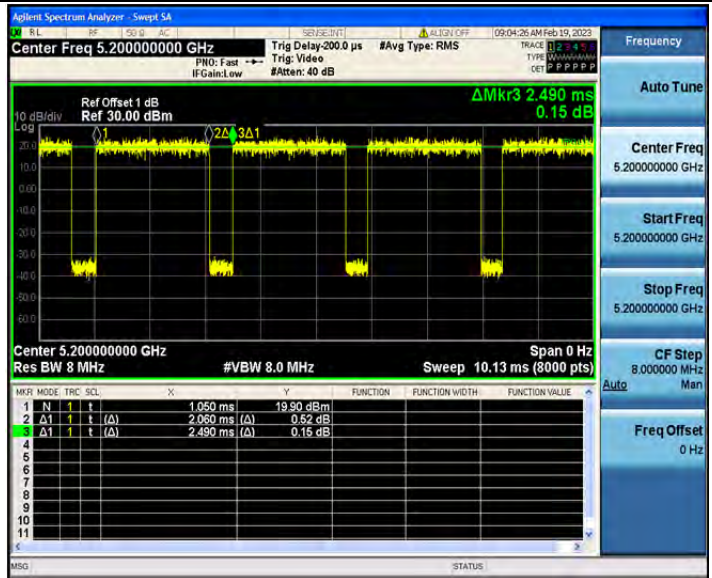 Agilent Spectrum Analyzer - Swept SA
RL RF 50 Ω AC SENSE:INT ALIGN OFF 09:04:26 AM Feb 19, 2023
Center Freq 5.200000000 GHz
PNO: Fast
IFGain:Low
Trig Delay-200.0 µs
Trig: Video
#Atten: 40 dB
#Avg Type: RMS
TRACE 1 2 3 4 5 6
TYPE
DET P P P P P P
Frequency
Auto Tune
Center Freq
5.200000000 GHz
Start Freq
5.200000000 GHz
Stop Freq
5.200000000 GHz
CF Step
8.000000 MHz
Auto Man
Freq Offset
0 Hz
ΔMkr3 2.490 ms
0.15 dB
Ref Offset 1 dB
10 dB/div Ref 30.00 dBm
Log
1 2Δ 3Δ1
20.0
10.0
0.00
-10.0
-20.0
-30.0
-40.0
-50.0
-60.0
Center 5.200000000 GHz Span 0 Hz
Res BW 8 MHz #VBW 8.0 MHz Sweep 10.13 ms (8000 pts)
MKR MODE TRC SCL X Y FUNCTION FUNCTION WIDTH FUNCTION VALUE
1 N 1 t 1.050 ms 19.90 dBm
2 Δ1 1 t (Δ) 2.060 ms (Δ) 0.52 dB
3 Δ1 1 t (Δ) 2.490 ms (Δ) 0.15 dB
4
5
6
7
8
9
10
11
MSG STATUS